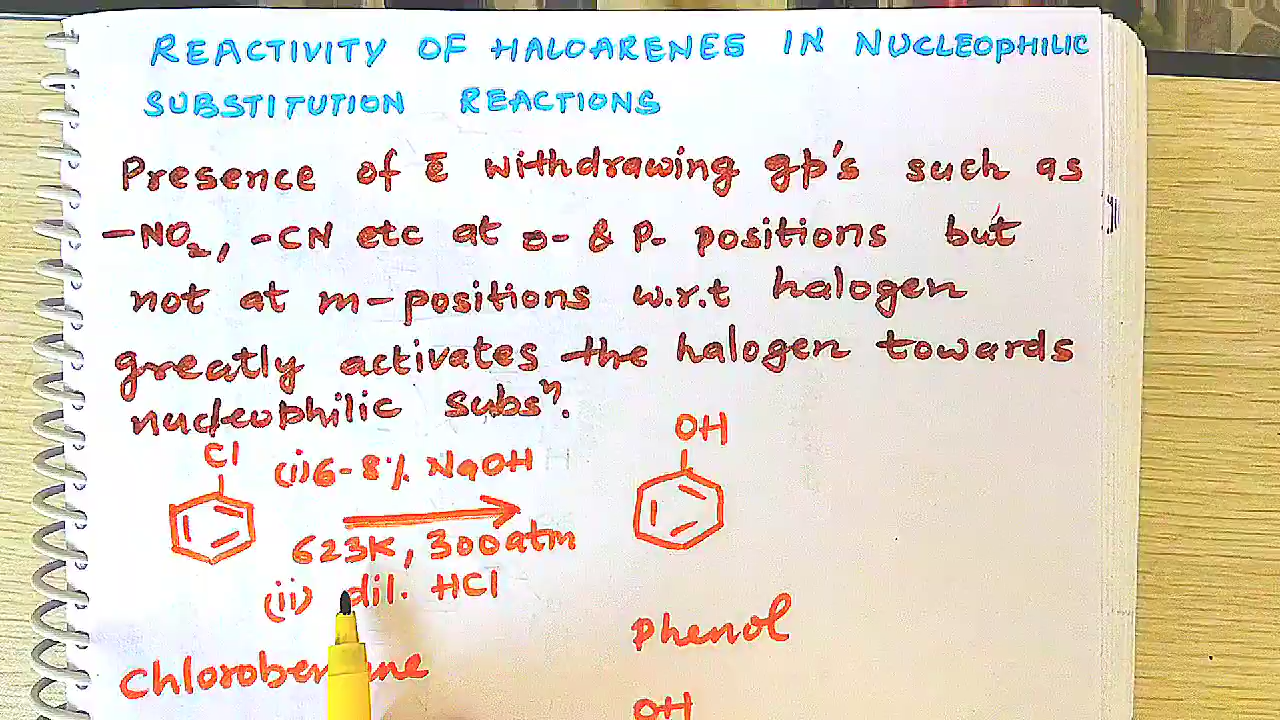 REACTIVITY OF HALOARENES IN NUCLEOPHILIC
SUBSTITUTION REACTIONS
Presence of ē withdrawing gp's such as
-NO₂, -CN etc at o- & p- positions but
not at m-positions w.r.t halogen
greatly activates the halogen towards
nucleophilic subsⁿ.
Cl
(i) 6-8% NaOH
OH
623K, 300atm
(ii) dil. HCl
Phenol
OH